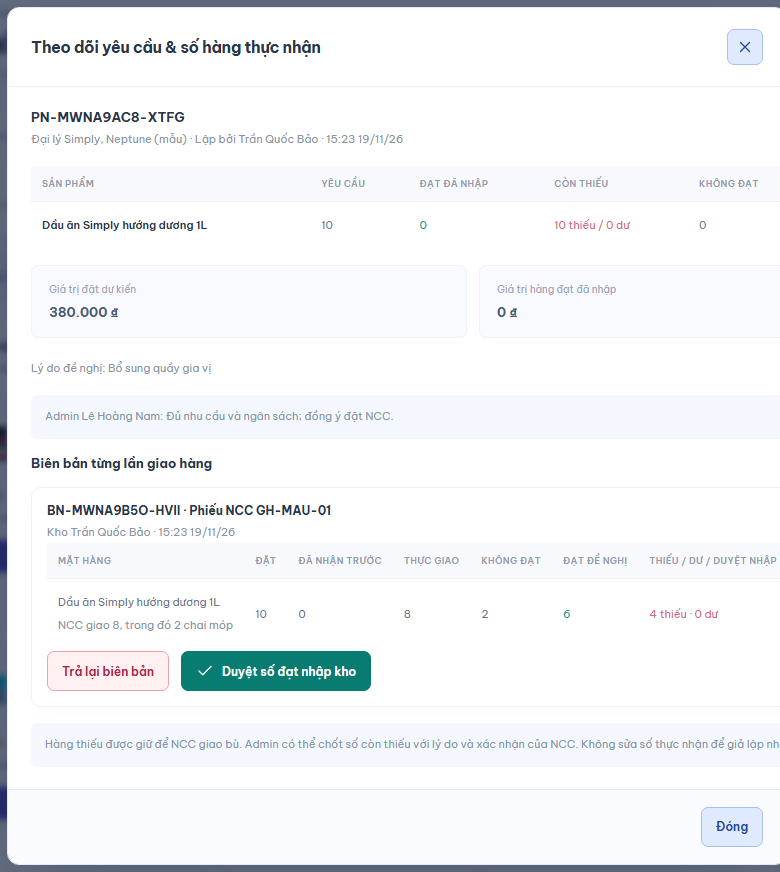 Theo dõi yêu cầu & số hàng thực nhận
PN-MWNA9AC8-XTFG
Đại lý Simply, Neptune (mẫu) · Lập bởi Trần Quốc Bảo · 15:23 19/11/26
SẢN PHẨM YÊU CẦU ĐẠT ĐÃ NHẬP CÒN THIẾU KHÔNG ĐẠT
Dầu ăn Simply hướng dương 1L 10 0 10 thiếu / 0 dư 0
Giá trị đặt dự kiến Giá trị hàng đạt đã nhập
380.000 ₫ 0 ₫
Lý do đề nghị: Bổ sung quầy gia vị
Admin Lê Hoàng Nam: Đủ nhu cầu và ngân sách; đồng ý đặt NCC.
Biên bản từng lần giao hàng
BN-MWNA9B5O-HVII · Phiếu NCC GH-MAU-01
Kho Trần Quốc Bảo · 15:23 19/11/26
MẶT HÀNG ĐẶT ĐÃ NHẬN TRƯỚC THỰC GIAO KHÔNG ĐẠT ĐẠT ĐỀ NGHỊ THIẾU / DƯ / DUYỆT NHẬP
Dầu ăn Simply hướng dương 1L
NCC giao 8, trong đó 2 chai móp 10 0 8 2 6 4 thiếu · 0 dư
Trả lại biên bản Duyệt số đạt nhập kho
Hàng thiếu được giữ để NCC giao bù. Admin có thể chốt số còn thiếu với lý do và xác nhận của NCC. Không sửa số thực nhận để giả lập
Đóng